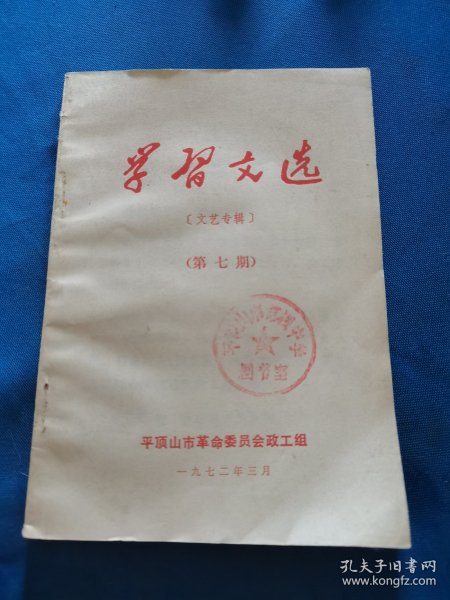 学習文选
〔文艺专辑〕
(第七期)
图书室
平顶山市革命委员会政工组
一九七二年三月
孔夫子旧书网
www.kongfz.com